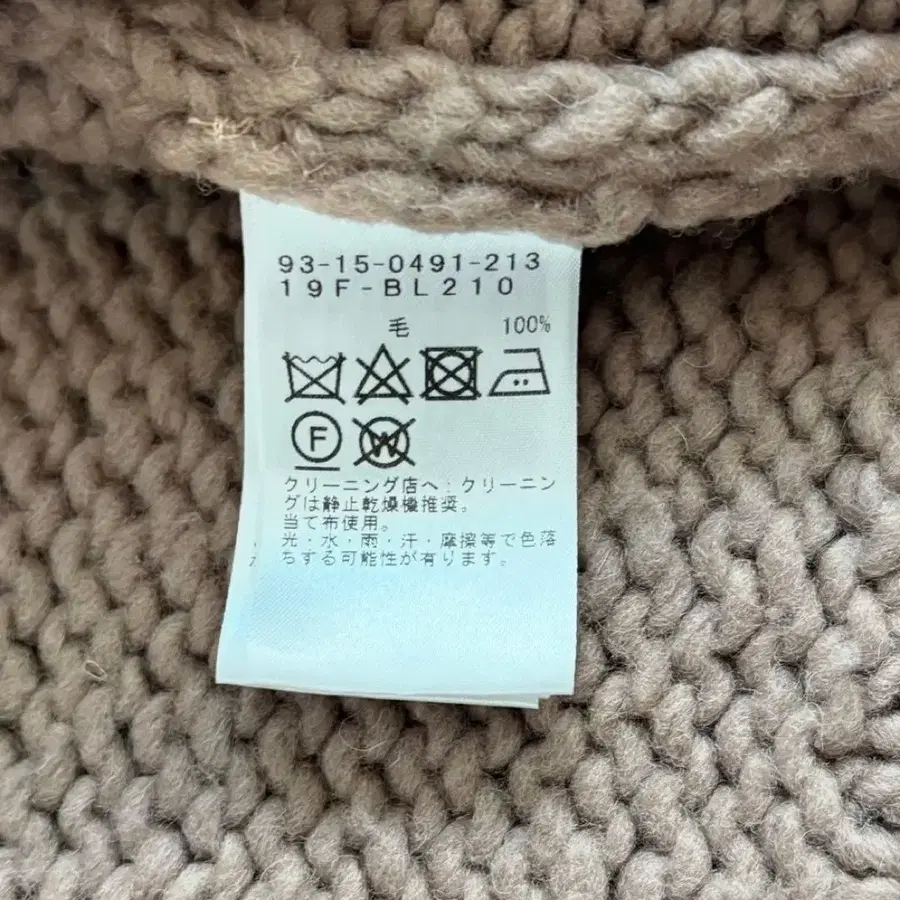 93-15-0491-213
19F-BL210
毛 100%
F W
クリーニング店へ:クリーニン
グは静止乾燥機推奨。
当て布使用。
光・水・雨・汗・摩擦等で色落
ちする可能性が有ります。